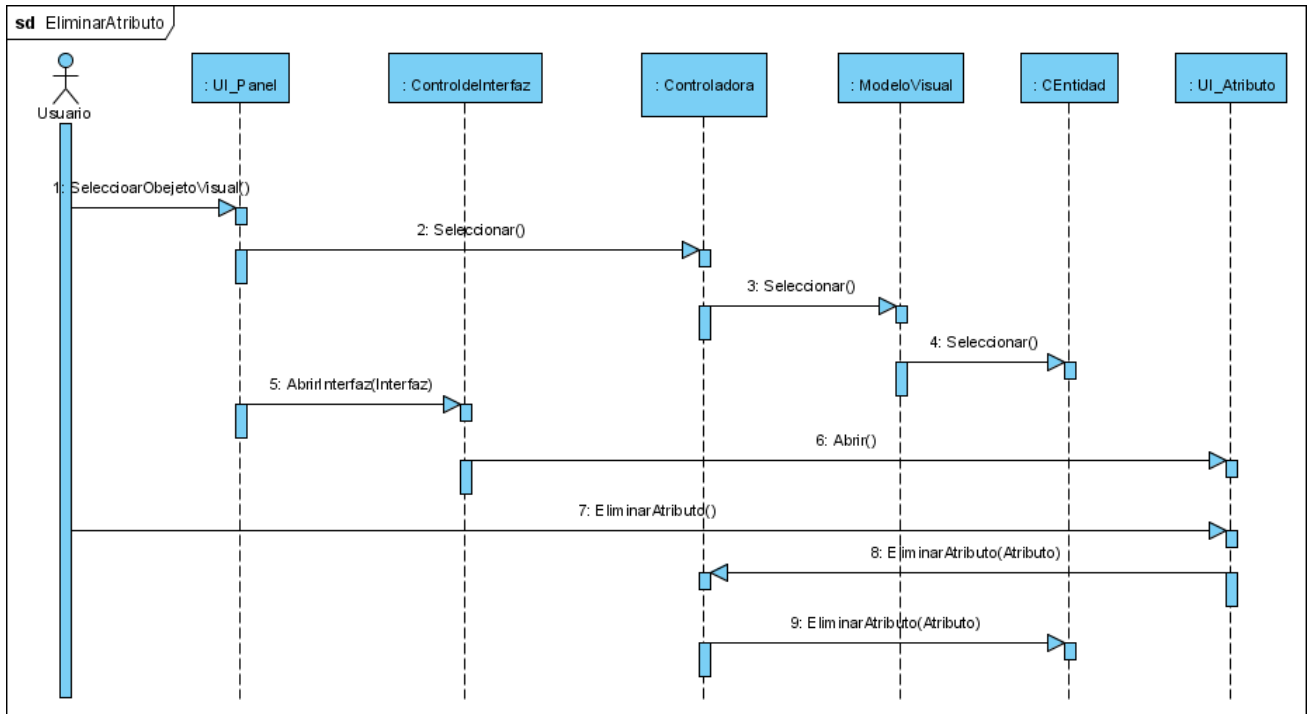 sd EliminarAtributo
Usuario
: UI_Panel
: ControldeInterfaz
: Controladora
: ModeloVisual
: CEntidad
: UI_Atributo
1: SeleccioarObejetoVisual()
2: Seleccionar()
3: Seleccionar()
4: Seleccionar()
5: AbrirInterfaz(Interfaz)
6: Abrir()
7: EliminarAtributo()
8: EliminarAtributo(Atributo)
9: EliminarAtributo(Atributo)